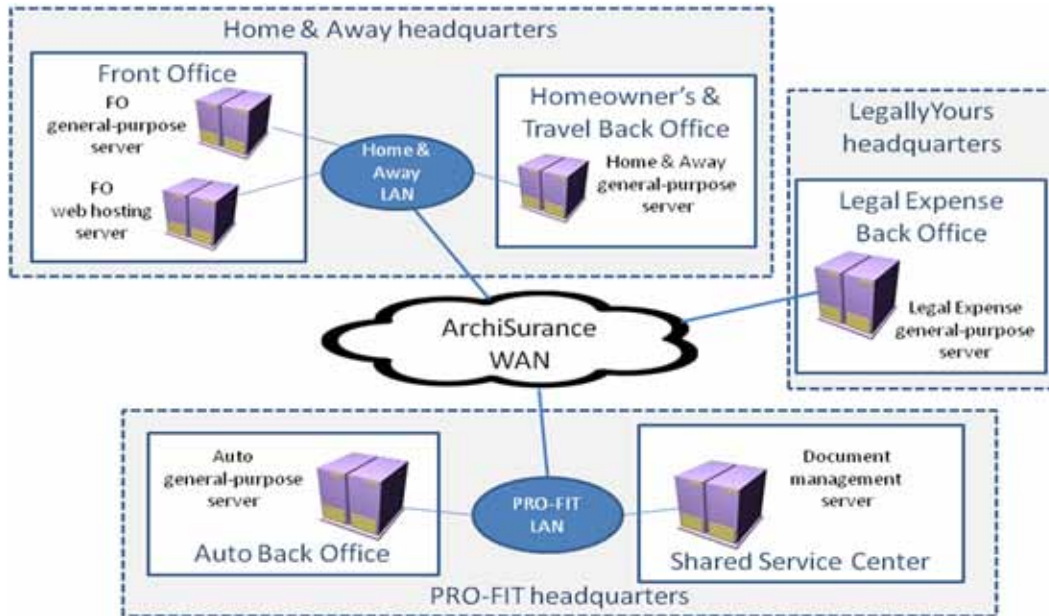 Home & Away headquarters
Front Office
FO
general-purpose
server
FO
web hosting
server
Home &
Away
LAN
Homeowner's &
Travel Back Office
Home & Away
general-purpose
server
LegallyYours
headquarters
Legal Expense
Back Office
Legal Expense
general-purpose
server
ArchiSurance
WAN
Auto
general-purpose
server
Auto Back Office
PRO-FIT
LAN
Document
management
server
Shared Service Center
PRO-FIT headquarters